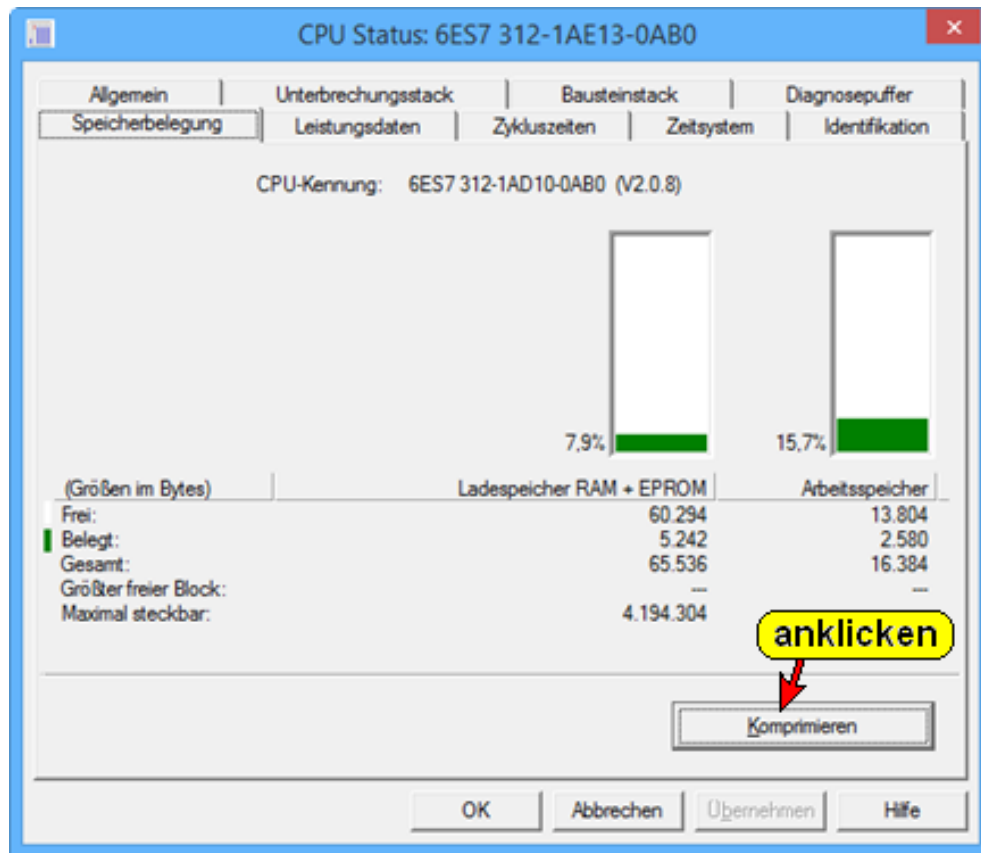 CPU Status: 6ES7 312-1AE13-0AB0
Allgemein Unterbrechungsstack Bausteinstack Diagnosepuffer
Speicherbelegung Leistungsdaten Zykluszeiten Zeitsystem Identifikation
CPU-Kennung: 6ES7 312-1AD10-0AB0 (V2.0.8)
7,9% 15,7%
(Größen im Bytes) Ladespeicher RAM + EPROM Arbeitsspeicher
Frei: 60.294 13.804
Belegt: 5.242 2.580
Gesamt: 65.536 16.384
Größter freier Block: --- ---
Maximal steckbar: 4.194.304
anklicken
Komprimieren
OK Abbrechen Übernehmen Hilfe